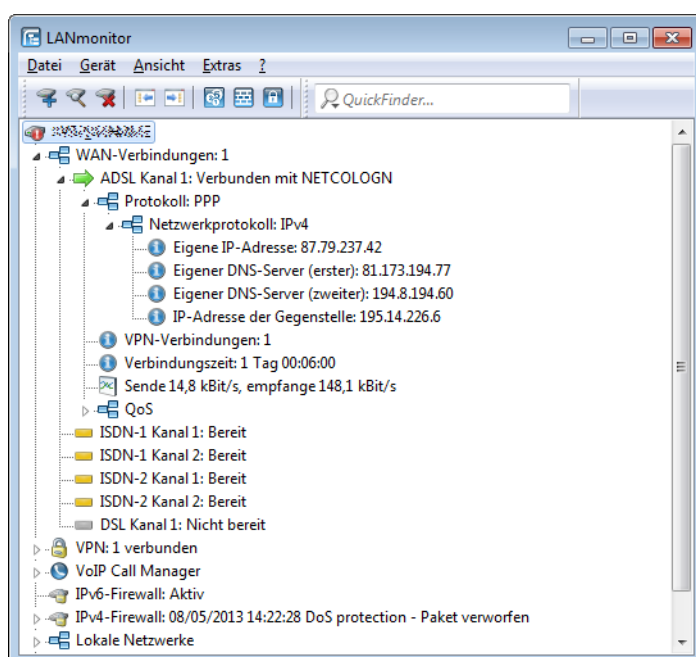 LANmonitor
Datei Gerät Ansicht Extras ?
QuickFinder...
WAN-Verbindungen: 1
ADSL Kanal 1: Verbunden mit NETCOLOGN
Protokoll: PPP
Netzwerkprotokoll: IPv4
Eigene IP-Adresse: 87.79.237.42
Eigener DNS-Server (erster): 81.173.194.77
Eigener DNS-Server (zweiter): 194.8.194.60
IP-Adresse der Gegenstelle: 195.14.226.6
VPN-Verbindungen: 1
Verbindungszeit: 1 Tag 00:06:00
Sende 14,8 kBit/s, empfange 148,1 kBit/s
QoS
ISDN-1 Kanal 1: Bereit
ISDN-1 Kanal 2: Bereit
ISDN-2 Kanal 1: Bereit
ISDN-2 Kanal 2: Bereit
DSL Kanal 1: Nicht bereit
VPN: 1 verbunden
VoIP Call Manager
IPv6-Firewall: Aktiv
IPv4-Firewall: 08/05/2013 14:22:28 DoS protection - Paket verworfen
Lokale Netzwerke